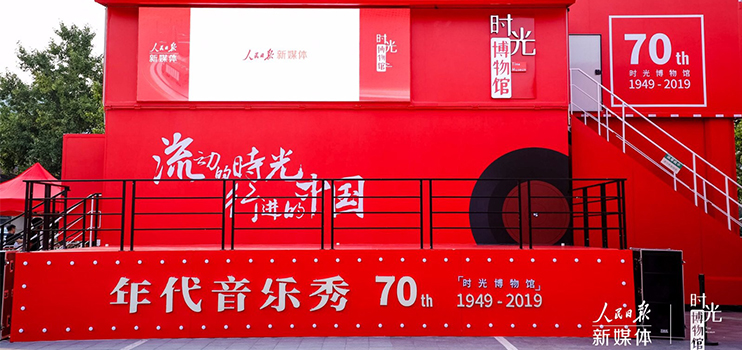 人民日报
新媒体
人民日报 新媒体
时光
博物馆
时光
博物馆
70th
时光博物馆
1949 - 2019
流动的時光
行进的中国
年代音乐秀 70th
「时光博物馆」
1949 - 2019
人民日报
新媒体
时光
博物馆